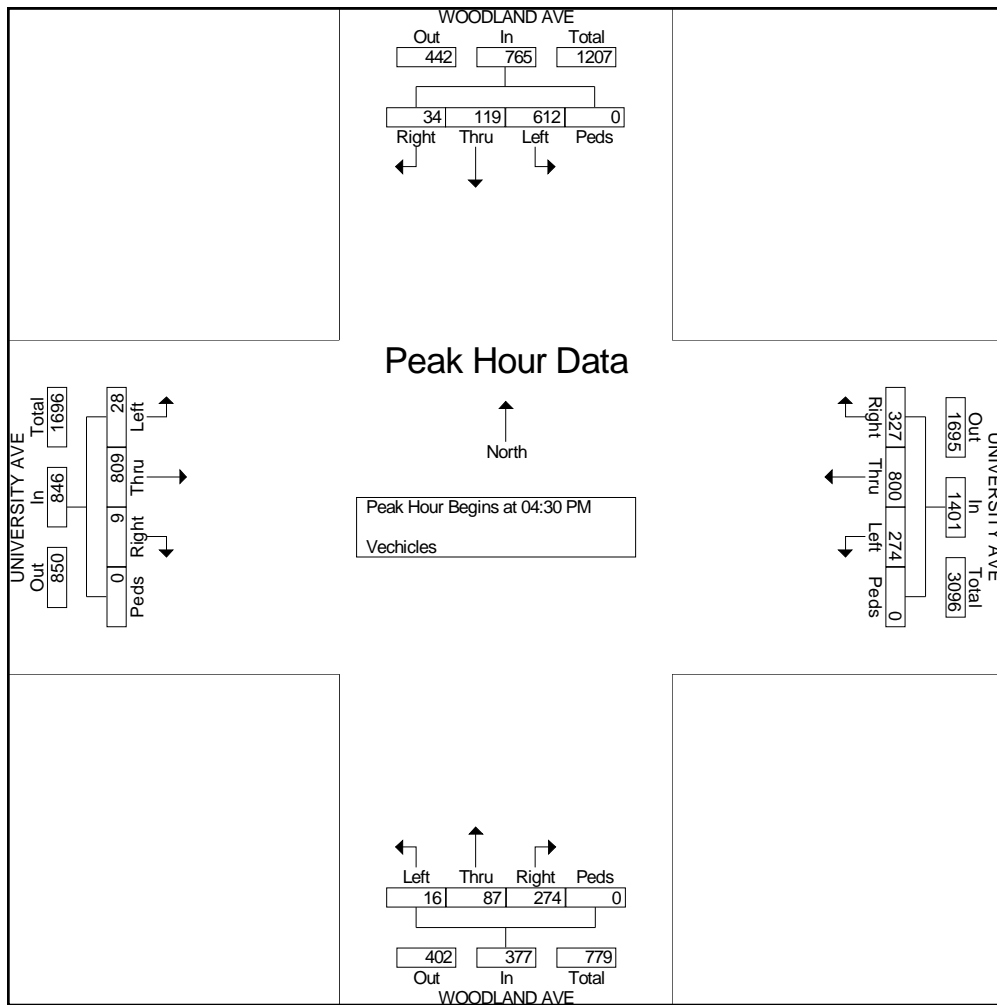 WOODLAND AVE
Out In Total
442 765 1207
34 119 612 0
Right Thru Left Peds
Peak Hour Data
North
Peak Hour Begins at 04:30 PM
Vechicles
UNIVERSITY AVE
Out In Total
850 846 1696
28 809 9 0
Left Thru Right Peds
UNIVERSITY AVE
Out In Total
1695 1401 3096
327 800 274 0
Right Thru Left Peds
Left Thru Right Peds
16 87 274 0
402 377 779
Out In Total
WOODLAND AVE